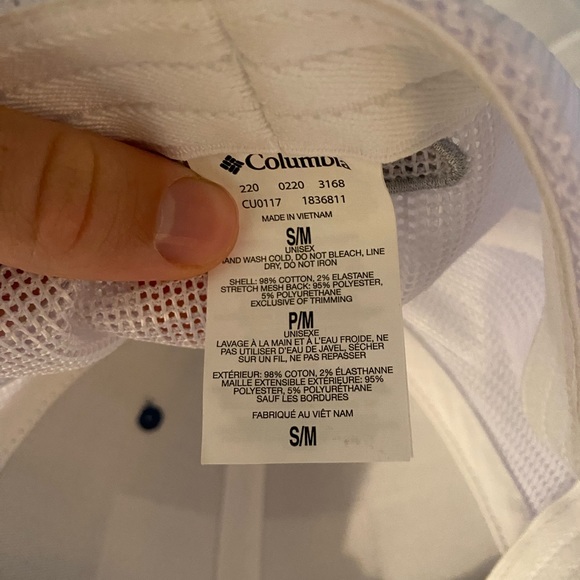 Columbia
220 0220 3168
CU0117 1836811
MADE IN VIETNAM
S/M
UNISEX
HAND WASH COLD, DO NOT BLEACH, LINE
DRY, DO NOT IRON
SHELL: 98% COTTON, 2% ELASTANE
STRETCH MESH BACK: 95% POLYESTER,
5% POLYURETHANE
EXCLUSIVE OF TRIMMING
P/M
UNISEXE
LAVAGE À LA MAIN ET À L'EAU FROIDE, NE
PAS UTILISER D'EAU DE JAVEL, SÉCHER
SUR UN FIL, NE PAS REPASSER
EXTÉRIEUR: 98% COTON, 2% ÉLASTHANNE
MAILLE EXTENSIBLE EXTÉRIEURE: 95%
POLYESTER, 5% POLYURÉTHANE
SAUF LES BORDURES
FABRIQUÉ AU VIÊT NAM
S/M